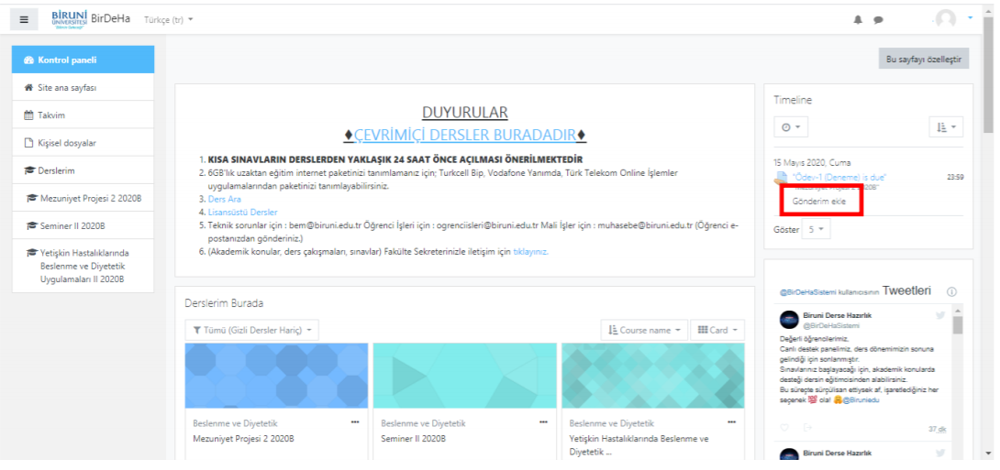 BİRUNİ
ÜNİVERSİTESİ
BirDeHa Türkçe (tr)
Kontrol paneli
Site ana sayfası
Takvim
Kişisel dosyalar
Derslerim
Mezuniyet Projesi 2 2020B
Seminer II 2020B
Yetişkin Hastalıklarında
Beslenme ve Diyetetik
Uygulamaları II 2020B
Bu sayfayı özelleştir
DUYURULAR
♦ÇEVRİMİÇİ DERSLER BURADADIR♦
1. KISA SINAVLARIN DERSLERDEN YAKLAŞIK 24 SAAT ÖNCE AÇILMASI ÖNERİLMEKTEDİR
2. 6GB'lık uzaktan eğitim internet paketinizi tanımlamanız için; Turkcell Bip, Vodafone Yanımda, Türk Telekom Online İşlemler
uygulamalarından paketinizi tanımlayabilirsiniz.
3. Ders Ara
4. Lisansüstü Dersler
5. Teknik sorunlar için : bem@biruni.edu.tr Öğrenci İşleri için : ogrenciisleri@biruni.edu.tr Mali İşler için : muhasebe@biruni.edu.tr (Öğrenci e-
postanızdan gönderiniz.)
6. (Akademik konular, ders çakışmaları, sınavlar) Fakülte Sekreterinizle iletişim için tıklayınız.
Derslerim Burada
Tümü (Gizli Dersler Hariç)
Course name
Card
Beslenme ve Diyetetik ...
Mezuniyet Projesi 2 2020B
Beslenme ve Diyetetik ...
Seminer II 2020B
Beslenme ve Diyetetik ...
Yetişkin Hastalıklarında Beslenme ve
Diyetetik ...
Timeline
15 Mayıs 2020, Cuma
"Ödev-1 (Deneme) is due" 23:59
"Mezuniyet Projesi 2 2020B"
Gönderim ekle
Göster 5
@BirDeHaSistemi kullanıcısının Tweetleri
Biruni Derse Hazırlık
@BirDeHaSistemi
Değerli öğrencilerimiz,
Canlı destek panelimiz, ders dönemimizin sonuna
gelindiği için sonlanmıştır.
Sınavlarınız başlayacağı için, akademik konularda
desteği dersin eğitmcisinden alabilirsiniz.
Bu süreçte sürçülisan ettiysek af, işaretlediğiniz her
seçenek 💯 ola! 🤗@Biruniedu
37 dk
Biruni Derse Hazırlık